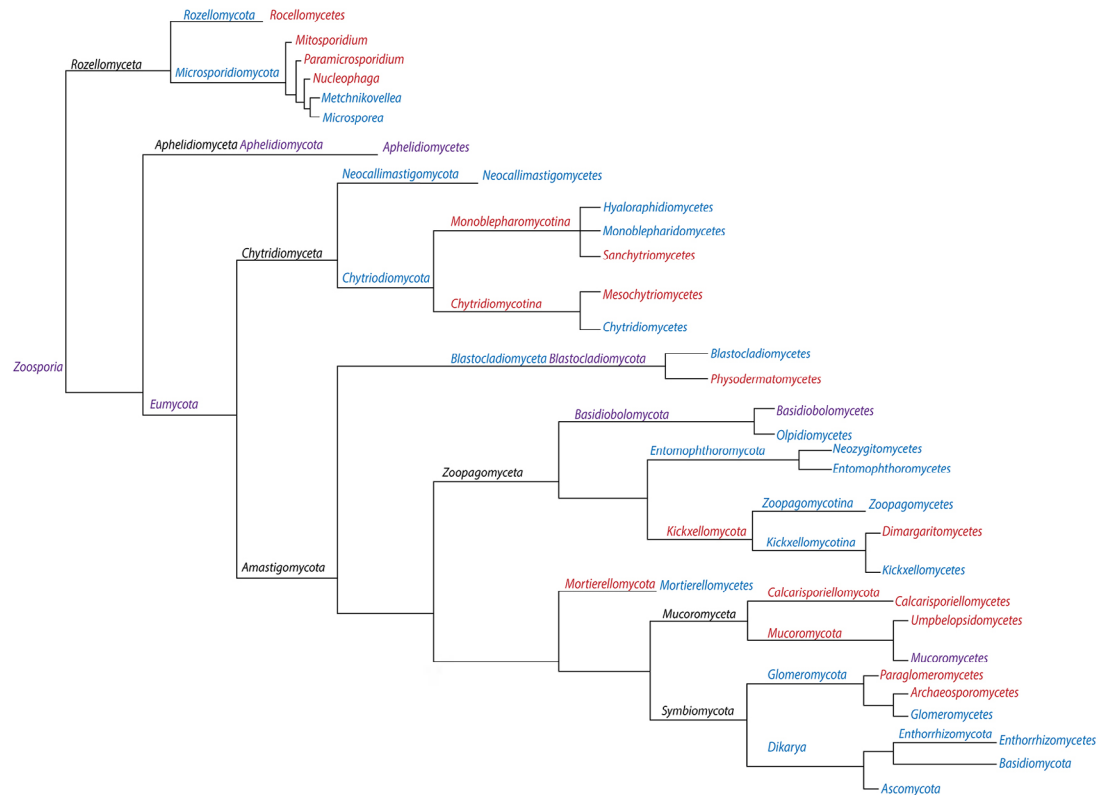 Rozellomycota Rocellomycetes
Mitosporidium
Paramicrosporidium
Rozellomyceta
Microsporidiomycota
Nucleophaga
Metchnikovellea
Microsporea
Aphelidiomyceta Aphelidiomycota Aphelidiomycetes
Neocallimastigomycota Neocallimastigomycetes
Hyaloraphidiomycetes
Monoblepharomycotina
Monoblepharidomycetes
Chytridiomyceta
Sanchytriomycetes
Chytriodiomycota
Mesochytriomycetes
Chytridiomycotina
Chytridiomycetes
Blastocladiomycetes
Blastocladiomyceta Blastocladiomycota
Zoosporia
Physodermatomycetes
Eumycota
Basidiobolomycota Basidiobolomycetes
Olpidiomycetes
Entomophthoromycota Neozygitomycetes
Zoopagomyceta Entomophthoromycetes
Zoopagomycotina Zoopagomycetes
Kickxellomycota Dimargaritomycetes
Kickxellomycotina
Amastigomycota Kickxellomycetes
Mortierellomycota Mortierellomycetes
Calcarisporiellomycota
Calcarisporiellomycetes
Mucoromyceta
Umpbelopsidomycetes
Mucoromycota
Mucoromycetes
Glomeromycota Paraglomeromycetes
Archaeosporomycetes
Symbiomycota Glomeromycetes
Enthorrhizomycota Enthorrhizomycetes
Dikarya
Basidiomycota
Ascomycota